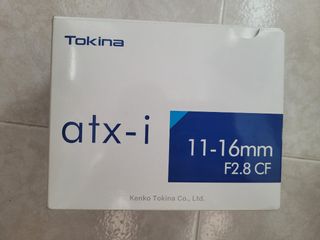 Tokina
atx-i
11-16mm
F2.8 CF
Kenko Tokina Co., Ltd.